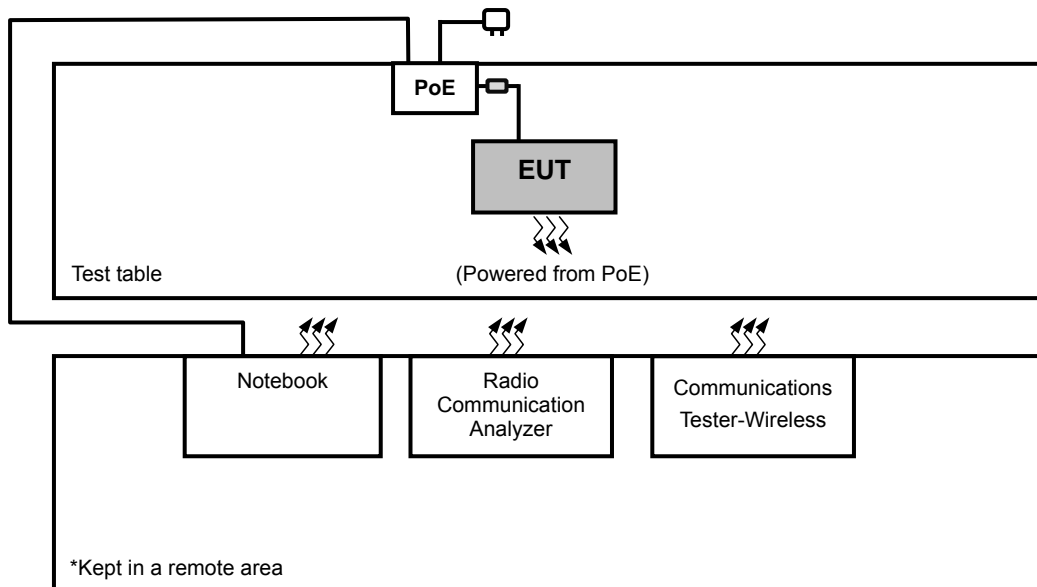 PoE
EUT
(Powered from PoE)
Test table
Notebook
Radio
Communication
Analyzer
Communications
Tester-Wireless
*Kept in a remote area